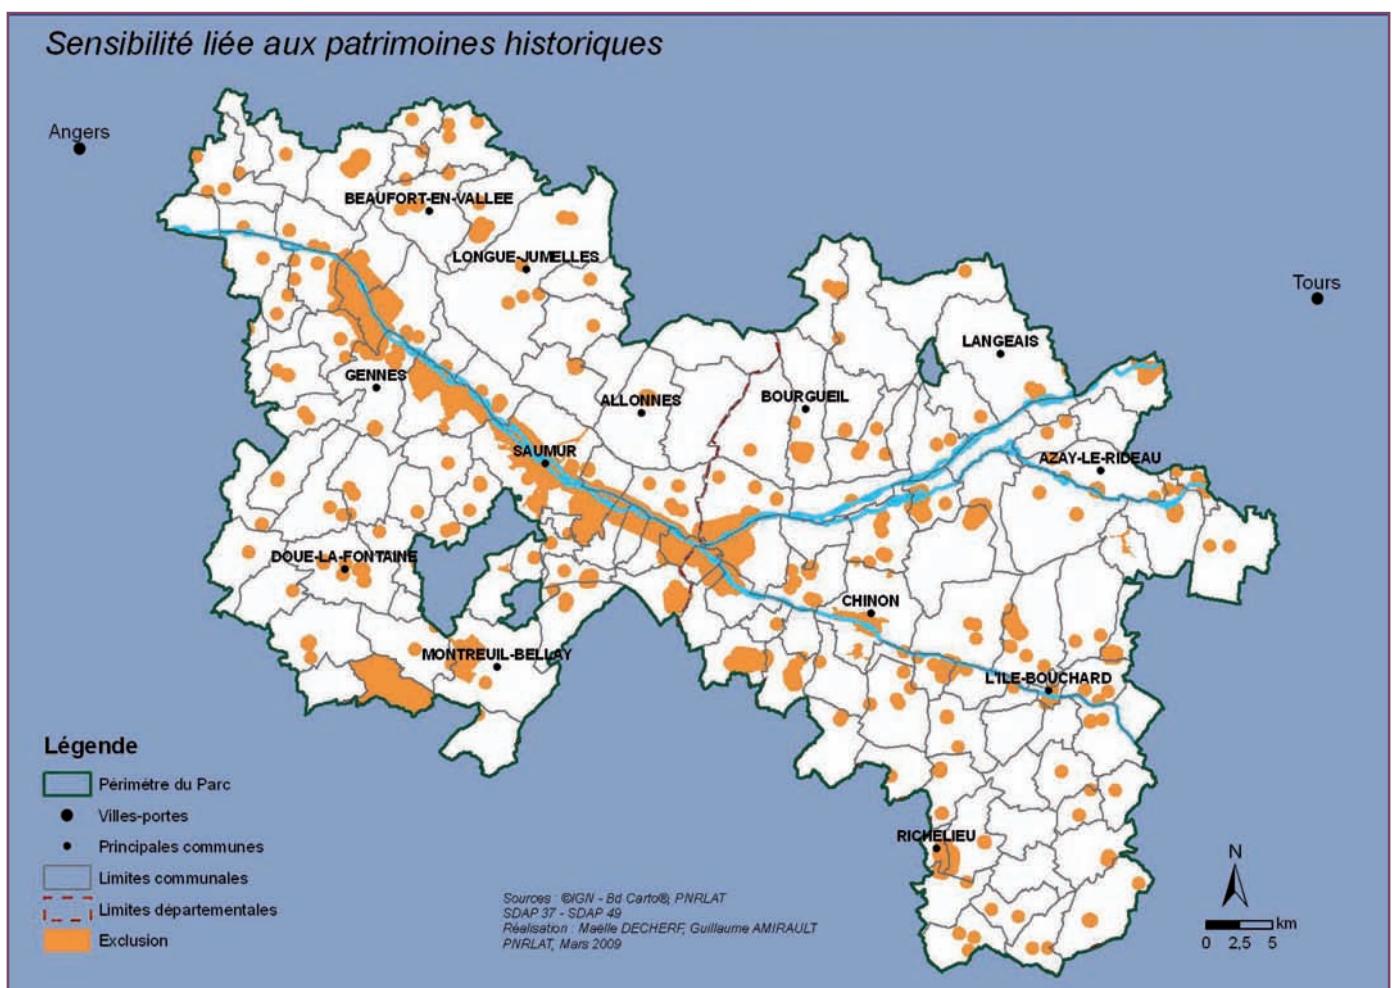 Sensibilité liée aux patrimoines historiques
Angers
BEAUFORT-EN-VALLEE
LONGUE-JUMELLES
Tours
LANGEAIS
GENNES
ALLONNES
BOURGUEIL
SAUMUR
AZAY-LE-RIDEAU
DOUE-LA-FONTAINE
CHINON
MONTREUIL-BELLAY
L'ILE-BOUCHARD
RICHELIEU
Légende
Périmètre du Parc
Villes-portes
Principales communes
Limites communales
Limites départementales
Exclusion
Sources : ©IGN - Bd Carto®, PNRLAT
SDAP 37 - SDAP 49
Réalisation : Maëlle DECHERF, Guillaume AMIRAULT
PNRLAT, Mars 2009
N
km
0 2,5 5